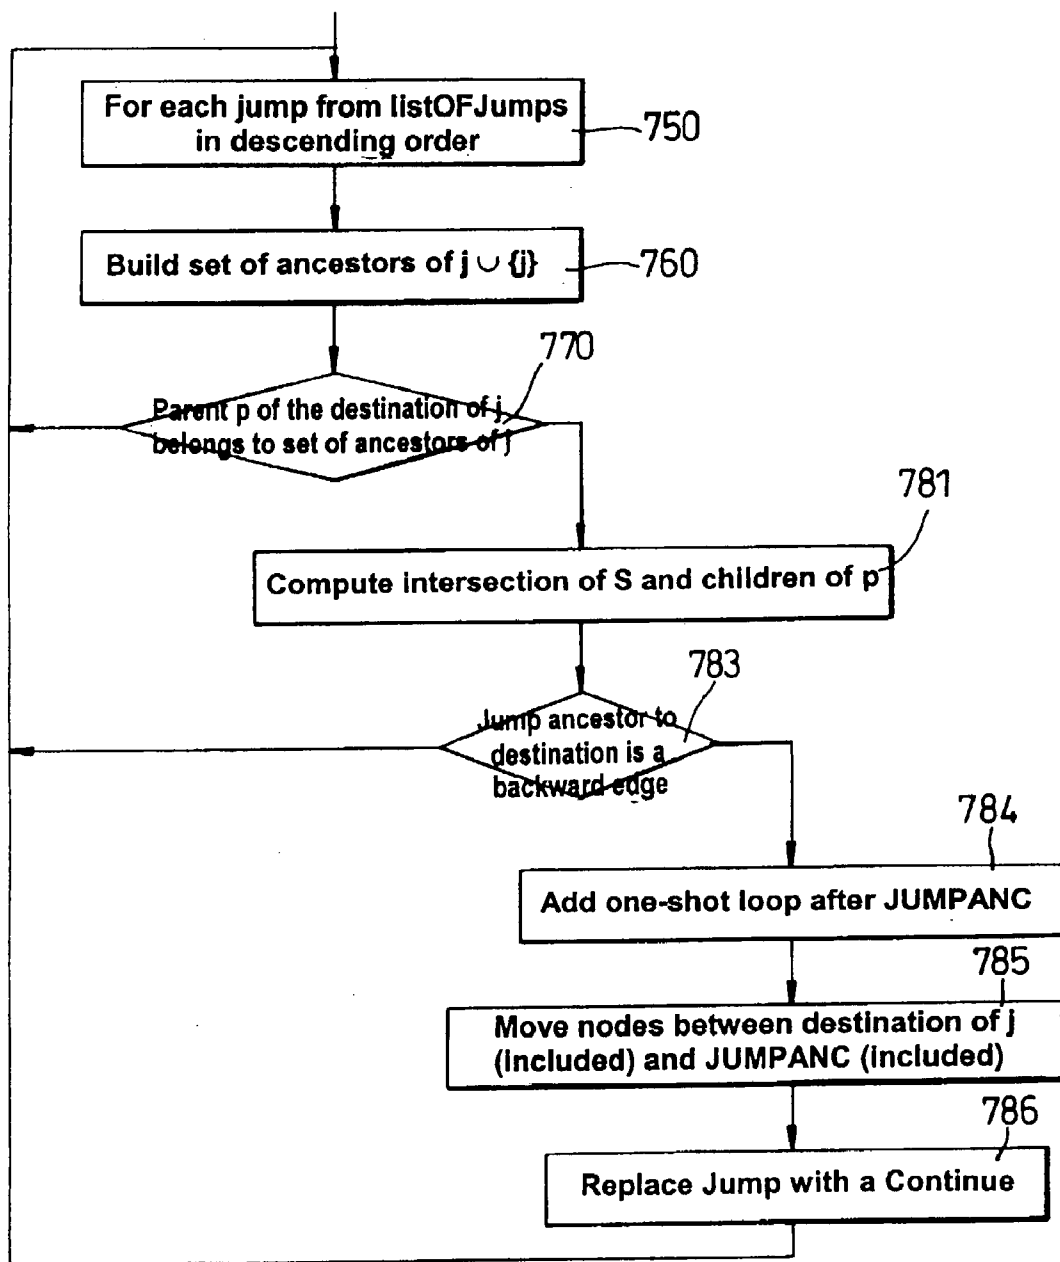 For each jump from listOFJumps
in descending order
750
Build set of ancestors of j ∪ {j}
760
770
Parent p of the destination of j
belongs to set of ancestors of j
781
Compute intersection of S and children of p
783
Jump ancestor to
destination is a
backward edge
784
Add one-shot loop after JUMPANC
785
Move nodes between destination of j
(included) and JUMPANC (included)
786
Replace Jump with a Continue